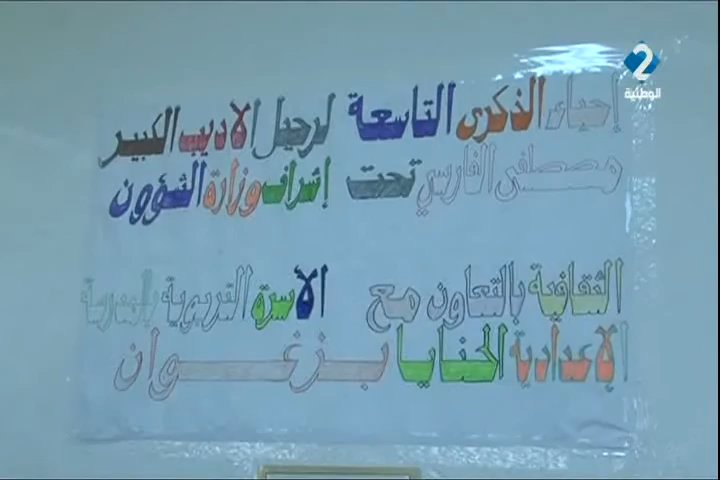 2
الوطنية
إحياء الذكرى التاسعة لرحيل الاديب الكبير
مصطفى الفارسي تحت إشراف وزارة الشؤون
الثقافية بالتعاون مع الأسرة التربوية بالمدرسة
الإعدادية الحنايا بزغوان